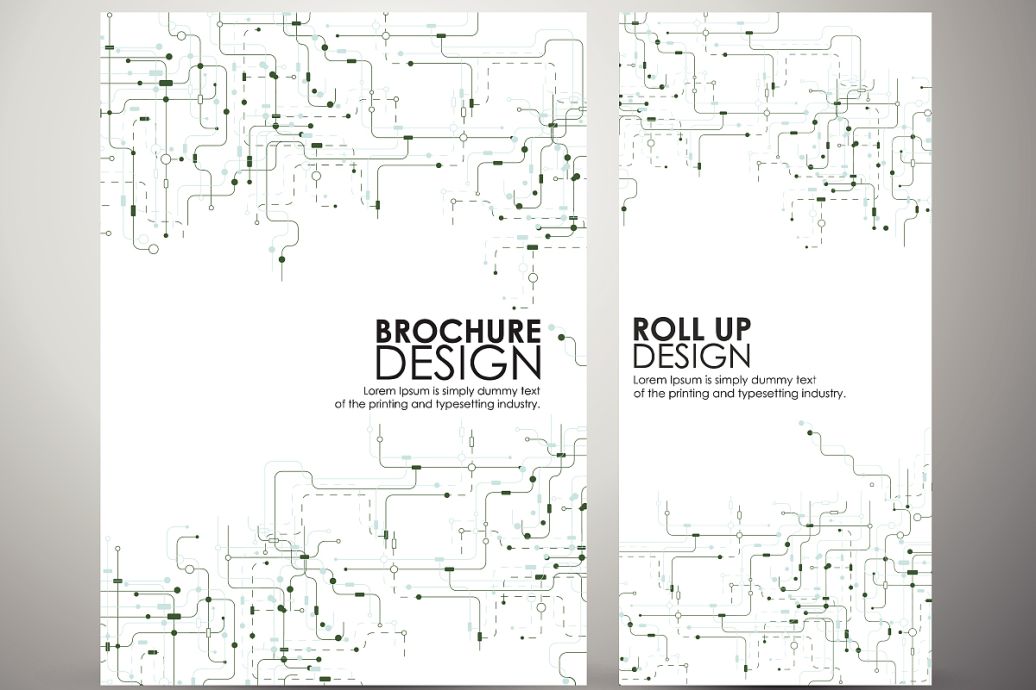 BROCHURE
DESIGN
Lorem Ipsum is simply dummy text
of the printing and typesetting industry.
ROLL UP
DESIGN
Lorem Ipsum is simply dummy text
of the printing and typesetting industry.